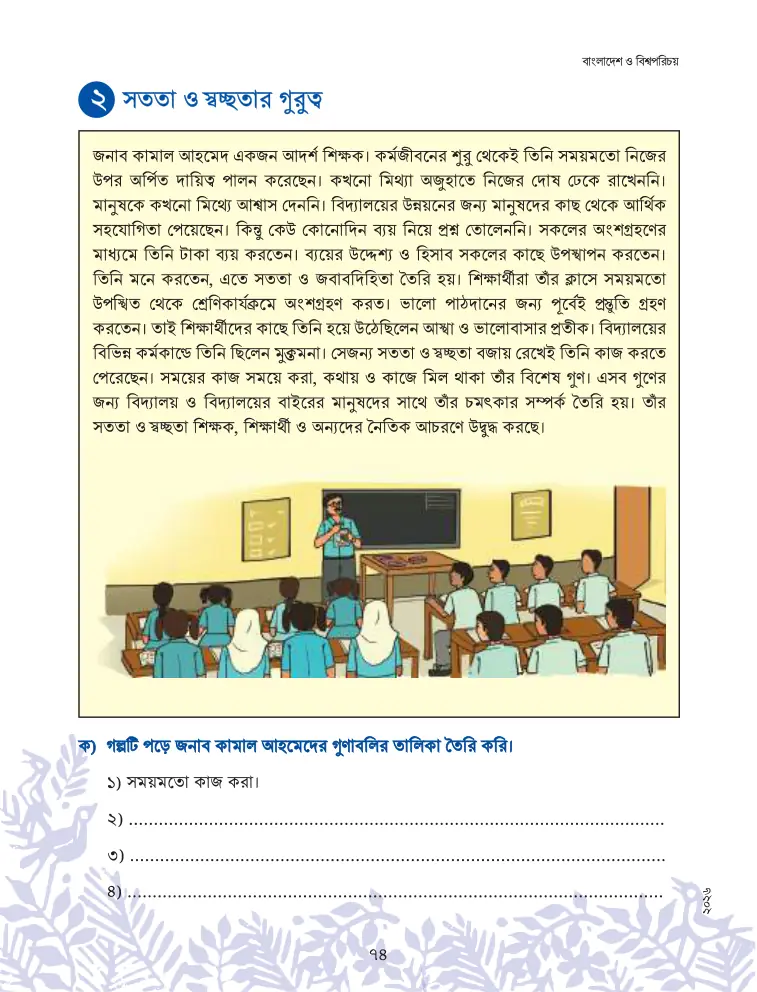 বাংলাদেশ ও বিশ্বপরিচয়
২ সততা ও স্বচ্ছতার গুরুত্ব
জনাব কামাল আহমেদ একজন আদর্শ শিক্ষক। কর্মজীবনের শুরু থেকেই তিনি সময়মতো নিজের
উপর অর্পিত দায়িত্ব পালন করেছেন। কখনো মিথ্যা অজুহাতে নিজের দোষ ঢেকে রাখেননি।
মানুষকে কখনো মিথ্যে আশ্বাস দেননি। বিদ্যালয়ের উন্নয়নের জন্য মানুষদের কাছ থেকে আর্থিক
সহযোগিতা পেয়েছেন। কিন্তু কেউ কোনোদিন ব্যয় নিয়ে প্রশ্ন তোলেননি। সকলের অংশগ্রহণের
মাধ্যমে তিনি টাকা ব্যয় করতেন। ব্যয়ের উদ্দেশ্য ও হিসাব সকলের কাছে উপস্থাপন করতেন।
তিনি মনে করতেন, এতে সততা ও জবাবদিহিতা তৈরি হয়। শিক্ষার্থীরা তাঁর ক্লাসে সময়মতো
উপস্থিত থেকে শ্রেণিকার্যক্রমে অংশগ্রহণ করত। ভালো পাঠদানের জন্য পূর্বেই প্রস্তুতি গ্রহণ
করতেন। তাই শিক্ষার্থীদের কাছে তিনি হয়ে উঠেছিলেন আস্থা ও ভালোবাসার প্রতীক। বিদ্যালয়ের
বিভিন্ন কর্মকাণ্ডে তিনি ছিলেন মুক্তমনা। সেজন্য সততা ও স্বচ্ছতা বজায় রেখেই তিনি কাজ করতে
পেরেছেন। সময়ের কাজ সময়ে করা, কথায় ও কাজে মিল থাকা তাঁর বিশেষ গুণ। এসব গুণের
জন্য বিদ্যালয় ও বিদ্যালয়ের বাইরের মানুষদের সাথে তাঁর চমৎকার সম্পর্ক তৈরি হয়। তাঁর
সততা ও স্বচ্ছতা শিক্ষক, শিক্ষার্থী ও অন্যদের নৈতিক আচরণে উদ্বুদ্ধ করছে।
ক) গল্পটি পড়ে জনাব কামাল আহমেদের গুণাবলির তালিকা তৈরি করি।
১) সময়মতো কাজ করা।
২) ..........................................................................................................
৩) ..........................................................................................................
৪) ..........................................................................................................
২০২৬
৭৪